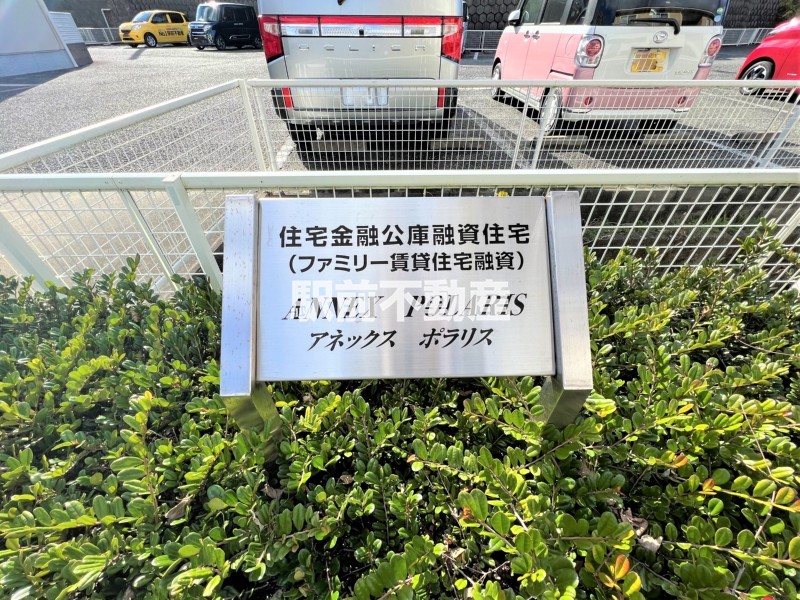 住宅金融公庫融資住宅
（ファミリー賃貸住宅融資）
ANNEX POLARIS
アネックス ポラリス
駅前不動産
DELICA